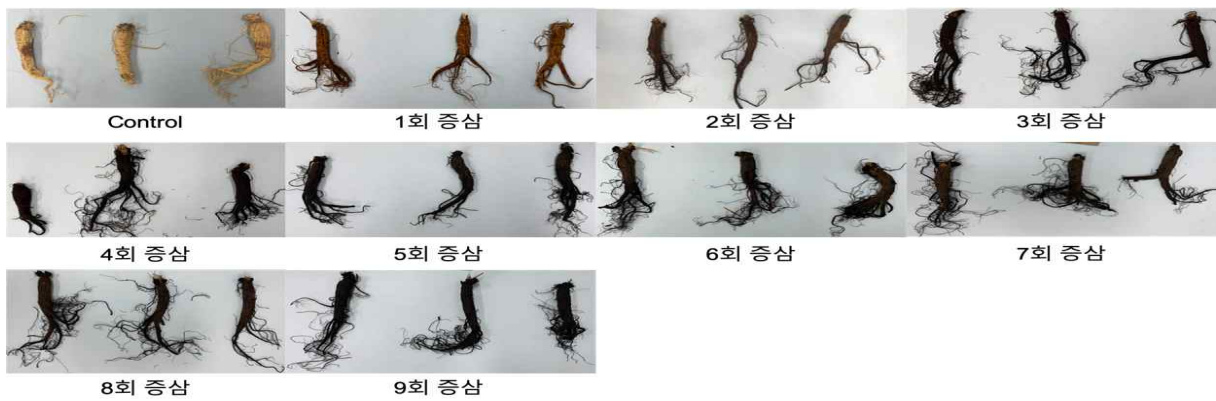 Control
1회 증삼
2회 증삼
3회 증삼
4회 증삼
5회 증삼
6회 증삼
7회 증삼
8회 증삼
9회 증삼